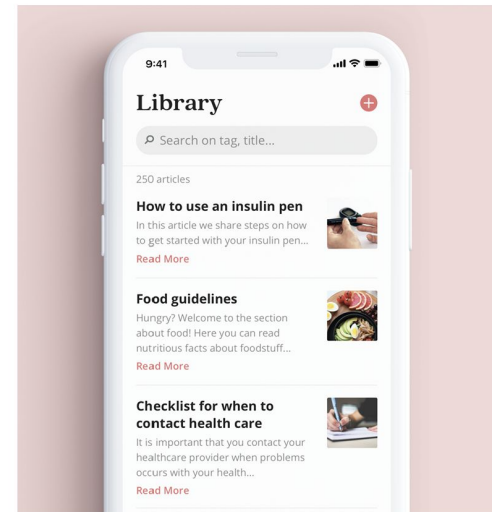 9:41
Library
Search on tag, title...
250 articles
How to use an insulin pen
In this article we share steps on how
to get started with your insulin pen...
Read More
Food guidelines
Hungry? Welcome to the section
about food! Here you can read
nutritious facts about foodstuff...
Read More
Checklist for when to
contact health care
It is important that you contact your
healthcare provider when problems
occurs with your health...
Read More